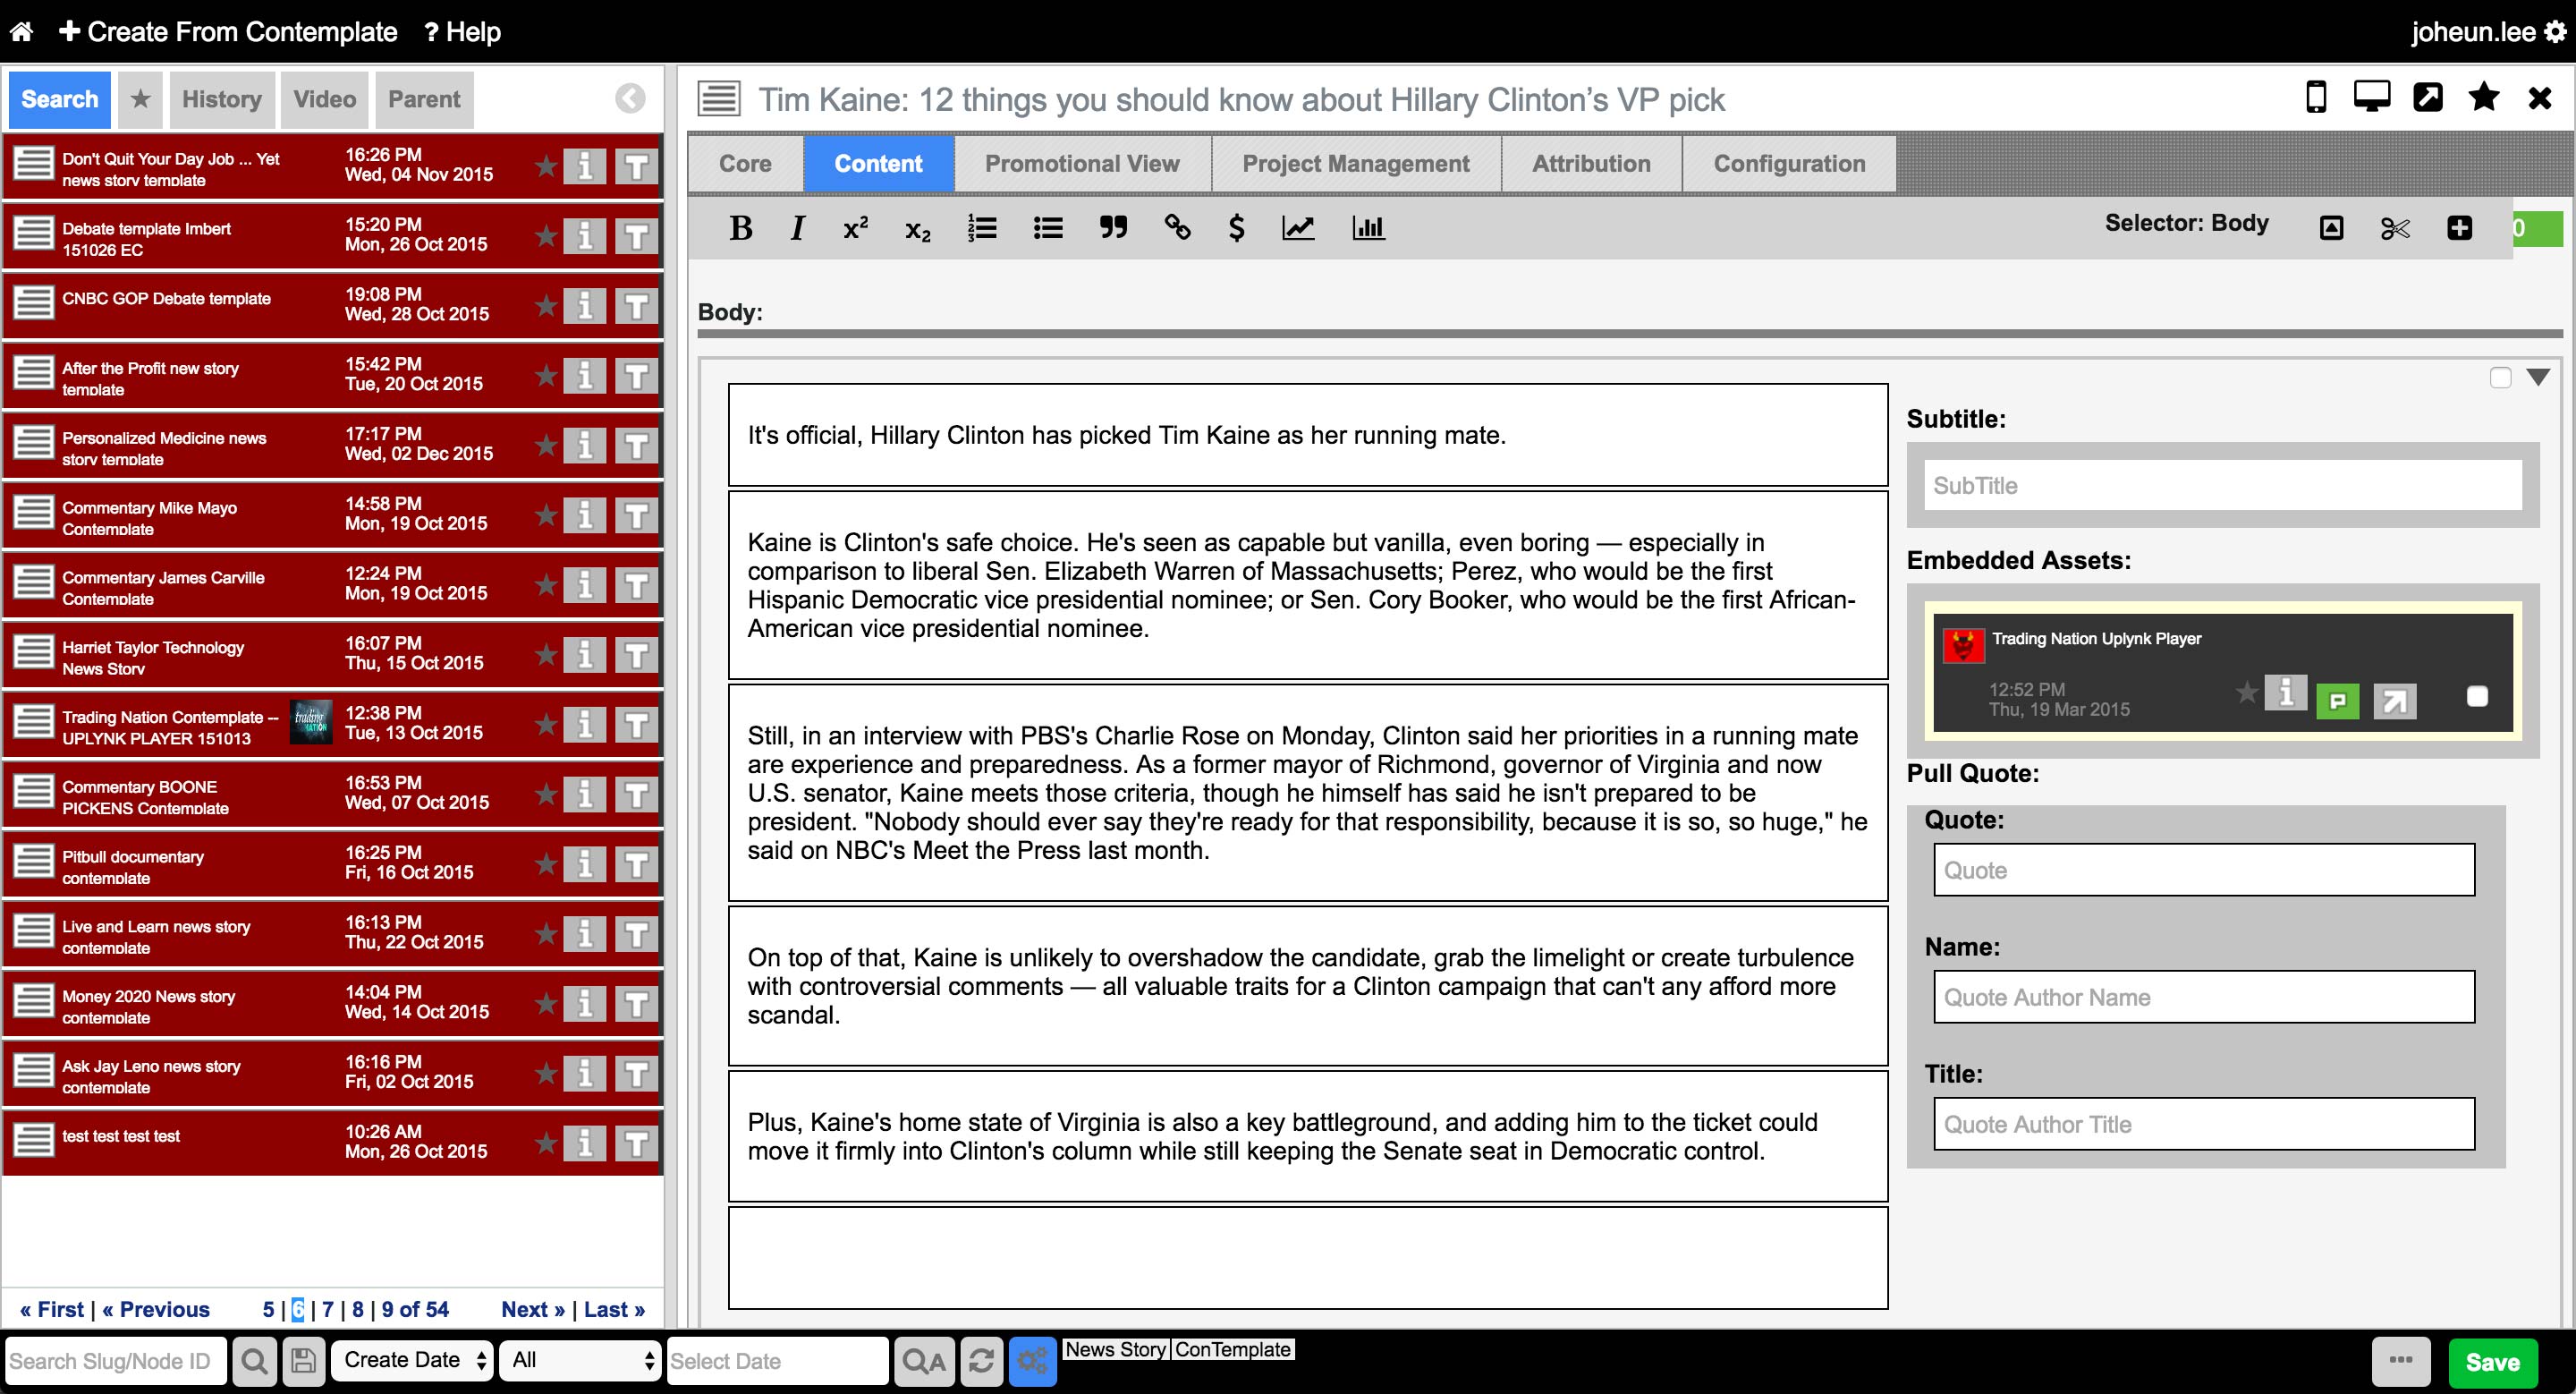 Create From Contemplate ? Help
joheun.lee
Search ★ History Video Parent
Don't Quit Your Day Job ... Yet
news story template
16:26 PM
Wed, 04 Nov 2015
Debate template Imbert
151026 EC
15:20 PM
Mon, 26 Oct 2015
CNBC GOP Debate template
19:08 PM
Wed, 28 Oct 2015
After the Profit new story
template
15:42 PM
Tue, 20 Oct 2015
Personalized Medicine news
story template
17:17 PM
Wed, 02 Dec 2015
Commentary Mike Mayo
Contemplate
14:58 PM
Mon, 19 Oct 2015
Commentary James Carville
Contemplate
12:24 PM
Mon, 19 Oct 2015
Harriet Taylor Technology
News Story
16:07 PM
Thu, 15 Oct 2015
Trading Nation Contemplate --
UPLYNK PLAYER 151013
trading
NATION
12:38 PM
Tue, 13 Oct 2015
Commentary BOONE
PICKENS Contemplate
16:53 PM
Wed, 07 Oct 2015
Pitbull documentary
contemplate
16:25 PM
Fri, 16 Oct 2015
Live and Learn news story
contemplate
16:13 PM
Thu, 22 Oct 2015
Money 2020 News story
contemplate
14:04 PM
Wed, 14 Oct 2015
Ask Jay Leno news story
contemplate
16:16 PM
Fri, 02 Oct 2015
test test test test
10:26 AM
Mon, 26 Oct 2015
« First | « Previous 5 | 6 | 7 | 8 | 9 of 54 Next » | Last »
Tim Kaine: 12 things you should know about Hillary Clinton’s VP pick
Core Content Promotional View Project Management Attribution Configuration
B I x² x₂ $ Selector: Body 0
Body:
It's official, Hillary Clinton has picked Tim Kaine as her running mate.
Kaine is Clinton's safe choice. He's seen as capable but vanilla, even boring — especially in
comparison to liberal Sen. Elizabeth Warren of Massachusetts; Perez, who would be the first
Hispanic Democratic vice presidential nominee; or Sen. Cory Booker, who would be the first African-
American vice presidential nominee.
Still, in an interview with PBS's Charlie Rose on Monday, Clinton said her priorities in a running mate
are experience and preparedness. As a former mayor of Richmond, governor of Virginia and now
U.S. senator, Kaine meets those criteria, though he himself has said he isn't prepared to be
president. "Nobody should ever say they're ready for that responsibility, because it is so, so huge," he
said on NBC's Meet the Press last month.
On top of that, Kaine is unlikely to overshadow the candidate, grab the limelight or create turbulence
with controversial comments — all valuable traits for a Clinton campaign that can't any afford more
scandal.
Plus, Kaine's home state of Virginia is also a key battleground, and adding him to the ticket could
move it firmly into Clinton's column while still keeping the Senate seat in Democratic control.
Subtitle:
SubTitle
Embedded Assets:
Trading Nation Uplynk Player
12:52 PM
Thu, 19 Mar 2015
P
Pull Quote:
Quote:
Quote
Name:
Quote Author Name
Title:
Quote Author Title
Search Slug/Node ID Create Date All Select Date A News Story ConTemplate ... Save